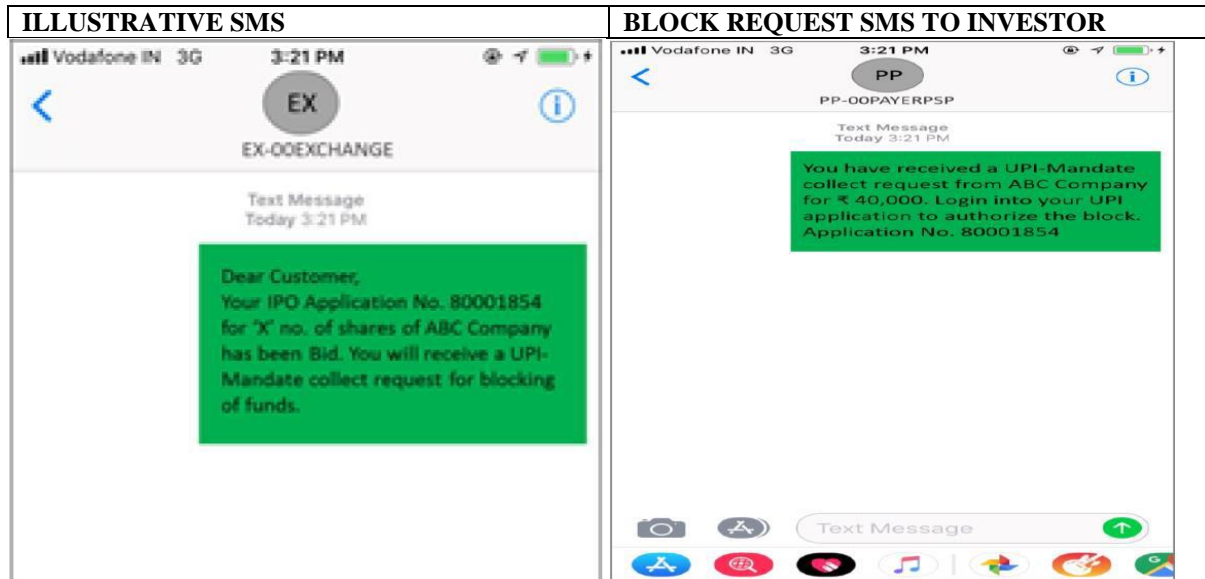 ILLUSTRATIVE SMS
Vodafone IN 3G 3:21 PM
EX
EX-00EXCHANGE
Text Message
Today 3:21 PM
Dear Customer,
Your IPO Application No. 80001854
for 'X' no. of shares of ABC Company
has been Bid. You will receive a UPI-
Mandate collect request for blocking
of funds.
BLOCK REQUEST SMS TO INVESTOR
Vodafone IN 3G 3:21 PM
PP
PP-00PAYERPSP
Text Message
Today 3:21 PM
You have received a UPI-Mandate
collect request from ABC Company
for ₹ 40,000. Login into your UPI
application to authorize the block.
Application No. 80001854
Text Message
G